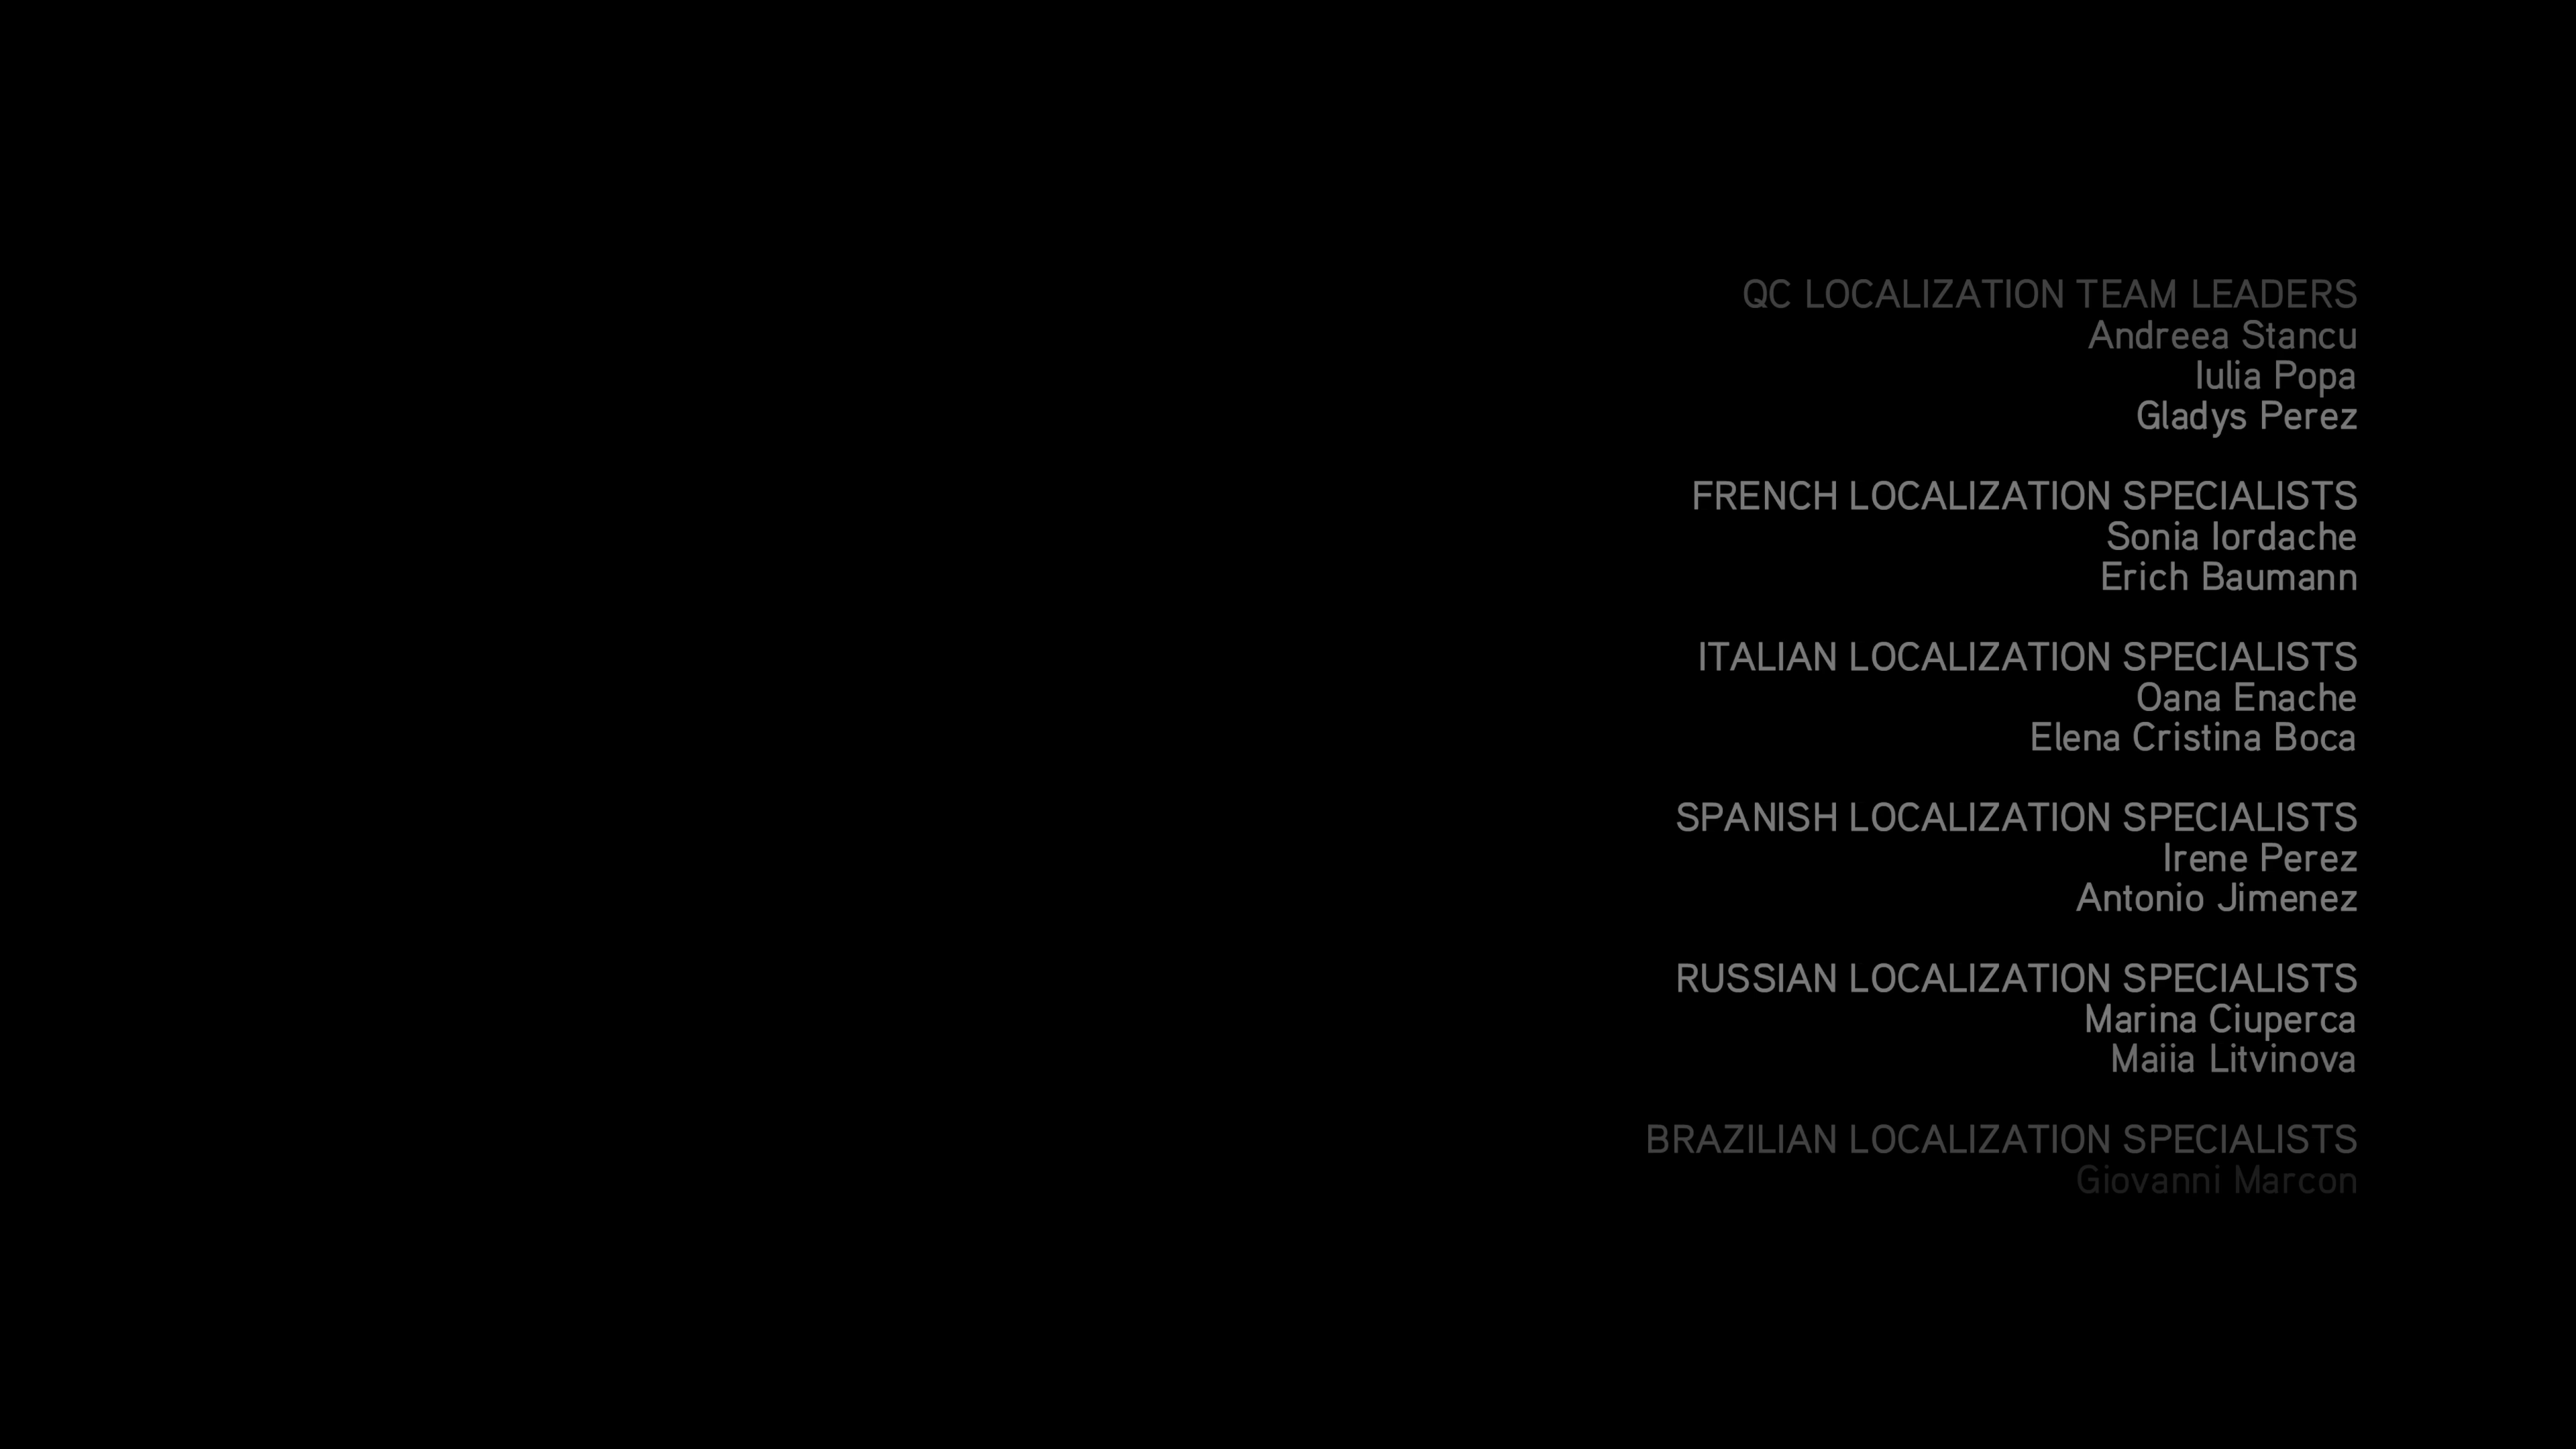 QC LOCALIZATION TEAM LEADERS
Andreea Stancu
Iulia Popa
Gladys Perez
FRENCH LOCALIZATION SPECIALISTS
Sonia Iordache
Erich Baumann
ITALIAN LOCALIZATION SPECIALISTS
Oana Enache
Elena Cristina Boca
SPANISH LOCALIZATION SPECIALISTS
Irene Perez
Antonio Jimenez
RUSSIAN LOCALIZATION SPECIALISTS
Marina Ciuperca
Maiia Litvinova
BRAZILIAN LOCALIZATION SPECIALISTS
Giovanni Marcon